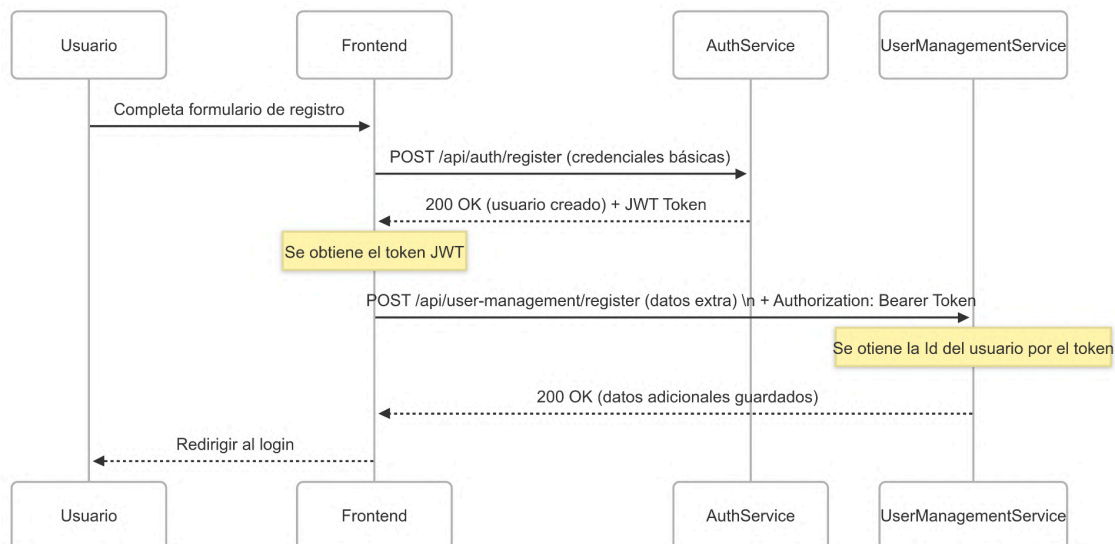 Usuario
Frontend
AuthService
UserManagementService
Completa formulario de registro
POST /api/auth/register (credenciales básicas)
200 OK (usuario creado) + JWT Token
Se obtiene el token JWT
POST /api/user-management/register (datos extra) \n + Authorization: Bearer Token
Se otiene la Id del usuario por el token
200 OK (datos adicionales guardados)
Redirigir al login
Usuario
Frontend
AuthService
UserManagementService